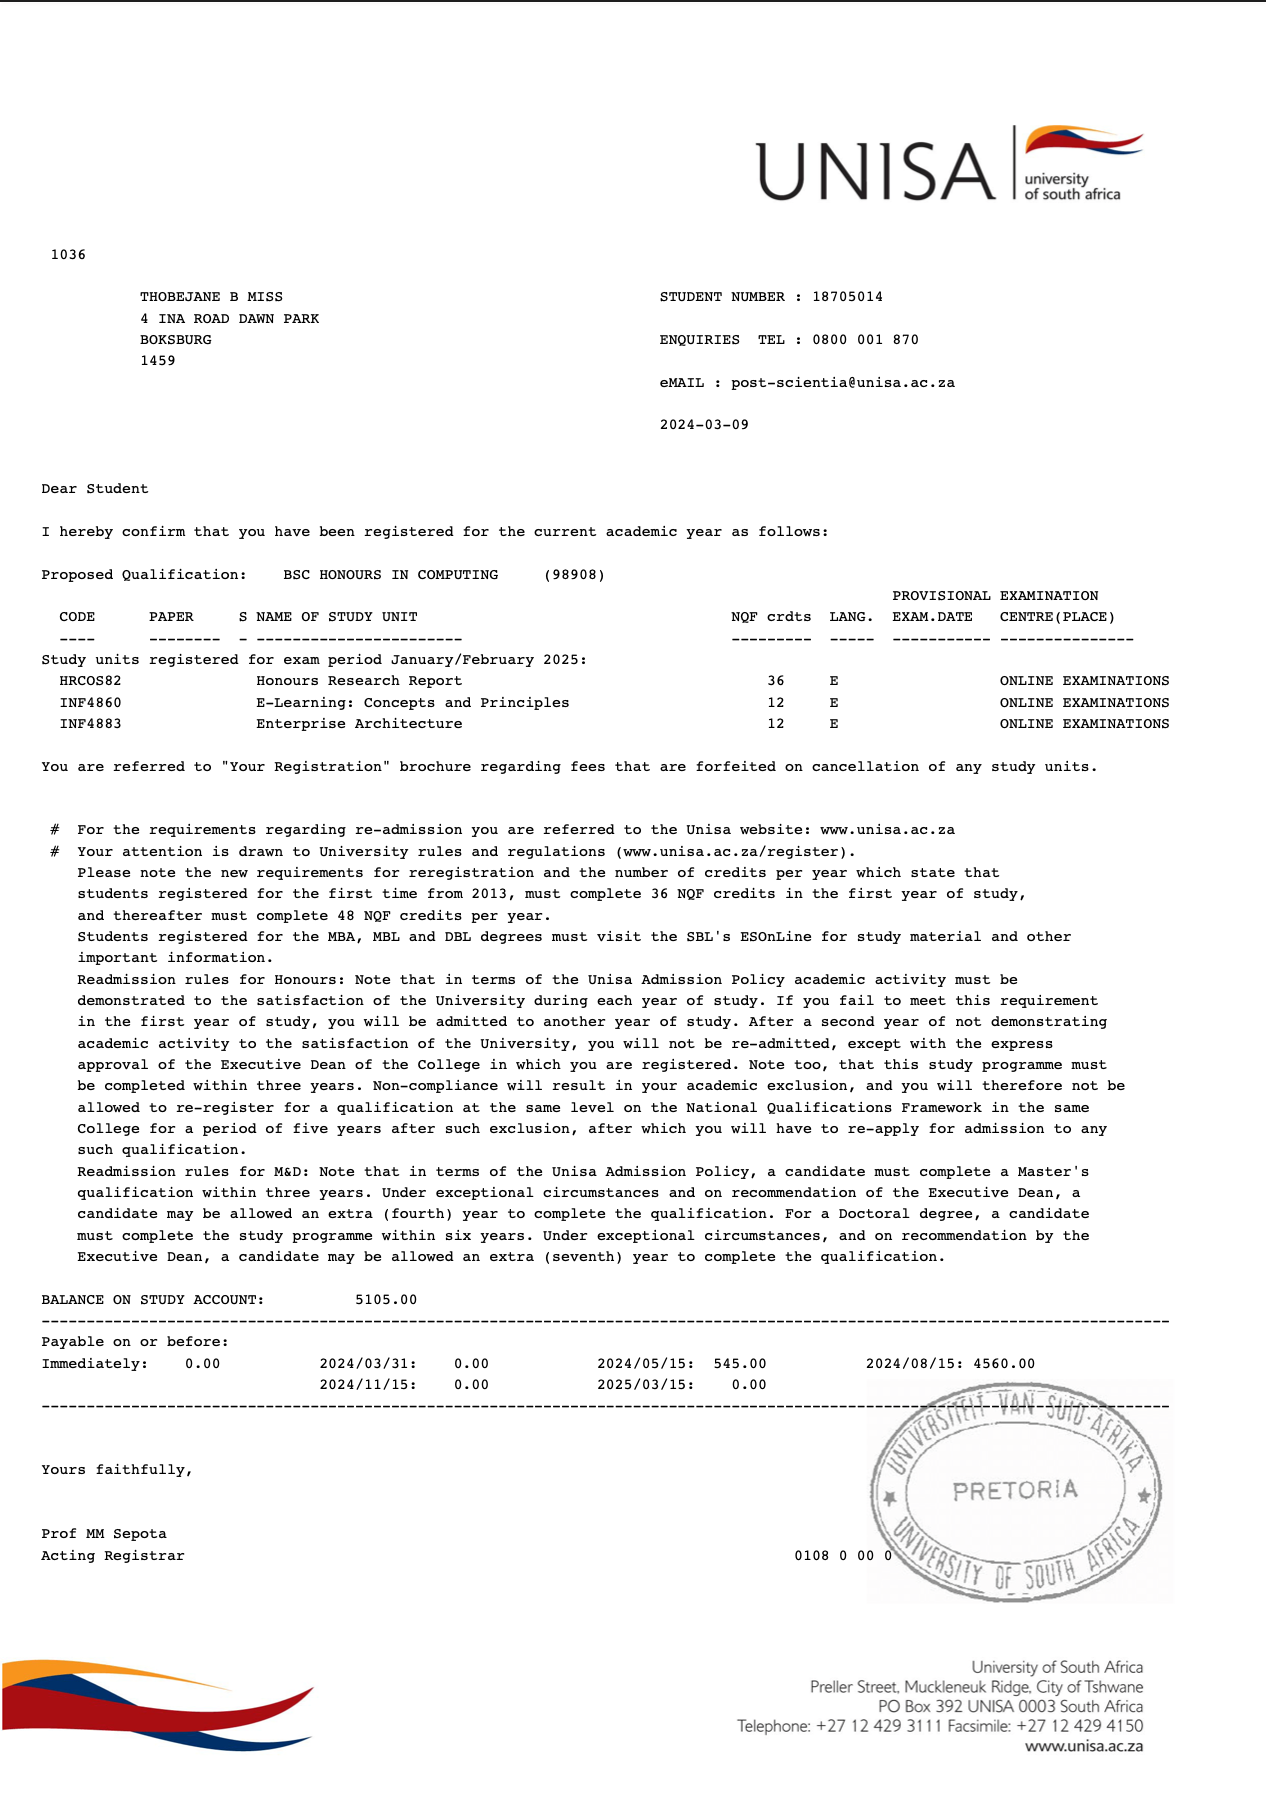 UNISA
university
of south africa
1036
THOBEJANE B MISS
4 INA ROAD DAWN PARK
BOKSBURG
1459
STUDENT NUMBER : 18705014
ENQUIRIES  TEL : 0800 001 870
eMAIL : post-scientia@unisa.ac.za
2024-03-09
Dear Student
I hereby confirm that you have been registered for the current academic year as follows:
Proposed Qualification:    BSC HONOURS IN COMPUTING     (98908)
PROVISIONAL EXAMINATION
CODE      PAPER     S NAME OF STUDY UNIT     NQF crdts  LANG.  EXAM.DATE   CENTRE(PLACE)
----      --------  - -----------------------     ---------  -----  ----------- ---------------
Study units registered for exam period January/February 2025:
HRCOS82     Honours Research Report     36     E     ONLINE EXAMINATIONS
INF4860     E-Learning: Concepts and Principles     12     E     ONLINE EXAMINATIONS
INF4883     Enterprise Architecture     12     E     ONLINE EXAMINATIONS
You are referred to "Your Registration" brochure regarding fees that are forfeited on cancellation of any study units.
#  For the requirements regarding re-admission you are referred to the Unisa website: www.unisa.ac.za
#  Your attention is drawn to University rules and regulations (www.unisa.ac.za/register).
Please note the new requirements for reregistration and the number of credits per year which state that
students registered for the first time from 2013, must complete 36 NQF credits in the first year of study,
and thereafter must complete 48 NQF credits per year.
Students registered for the MBA, MBL and DBL degrees must visit the SBL's ESOnLine for study material and other
important information.
Readmission rules for Honours: Note that in terms of the Unisa Admission Policy academic activity must be
demonstrated to the satisfaction of the University during each year of study. If you fail to meet this requirement
in the first year of study, you will be admitted to another year of study. After a second year of not demonstrating
academic activity to the satisfaction of the University, you will not be re-admitted, except with the express
approval of the Executive Dean of the College in which you are registered. Note too, that this study programme must
be completed within three years. Non-compliance will result in your academic exclusion, and you will therefore not be
allowed to re-register for a qualification at the same level on the National Qualifications Framework in the same
College for a period of five years after such exclusion, after which you will have to re-apply for admission to any
such qualification.
Readmission rules for M&D: Note that in terms of the Unisa Admission Policy, a candidate must complete a Master's
qualification within three years. Under exceptional circumstances and on recommendation of the Executive Dean, a
candidate may be allowed an extra (fourth) year to complete the qualification. For a Doctoral degree, a candidate
must complete the study programme within six years. Under exceptional circumstances, and on recommendation by the
Executive Dean, a candidate may be allowed an extra (seventh) year to complete the qualification.
BALANCE ON STUDY ACCOUNT:          5105.00
Payable on or before:
Immediately:    0.00     2024/03/31:    0.00     2024/05/15:  545.00     2024/08/15: 4560.00
2024/11/15:    0.00     2025/03/15:    0.00
Yours faithfully,
Prof MM Sepota
Acting Registrar
0108 0 00 0
UNIVERSITEIT VAN SUID-AFRIKA
PRETORIA
UNIVERSITY OF SOUTH AFRICA
University of South Africa
Preller Street, Muckleneuk Ridge, City of Tshwane
PO Box 392 UNISA 0003 South Africa
Telephone: +27 12 429 3111 Facsimile: +27 12 429 4150
www.unisa.ac.za